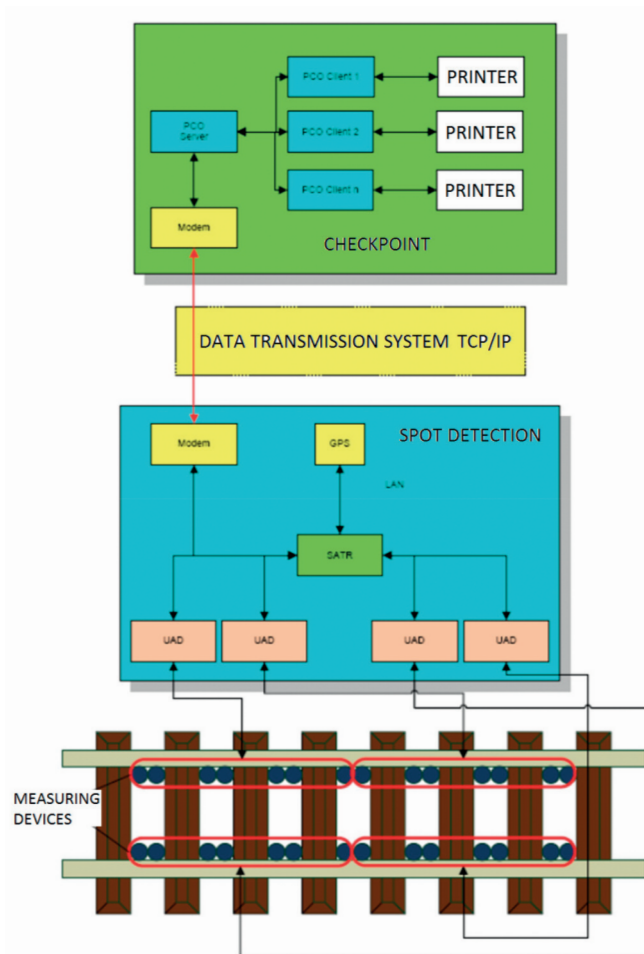 PCO Client 1
PRINTER
PCO
Server
PCO Client 2
PRINTER
PCO Client n
PRINTER
Modem
CHECKPOINT
DATA TRANSMISSION SYSTEM TCP/IP
Modem
GPS
SPOT DETECTION
LAN
SATR
UAD
UAD
UAD
UAD
MEASURING
DEVICES